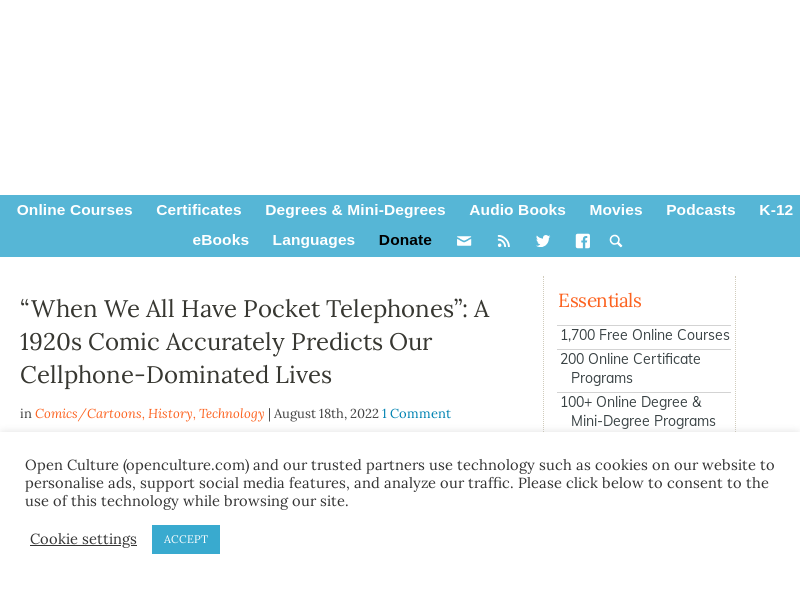 Online Courses Certificates Degrees & Mini-Degrees Audio Books Movies Podcasts K-12
eBooks Languages Donate
“When We All Have Pocket Telephones”: A
1920s Comic Accurately Predicts Our
Cellphone-Dominated Lives
in Comics/Cartoons, History, Technology | August 18th, 2022 1 Comment
Essentials
1,700 Free Online Courses
200 Online Certificate
Programs
100+ Online Degree &
Mini-Degree Programs
Open Culture (openculture.com) and our trusted partners use technology such as cookies on our website to
personalise ads, support social media features, and analyze our traffic. Please click below to consent to the
use of this technology while browsing our site.
Cookie settings ACCEPT